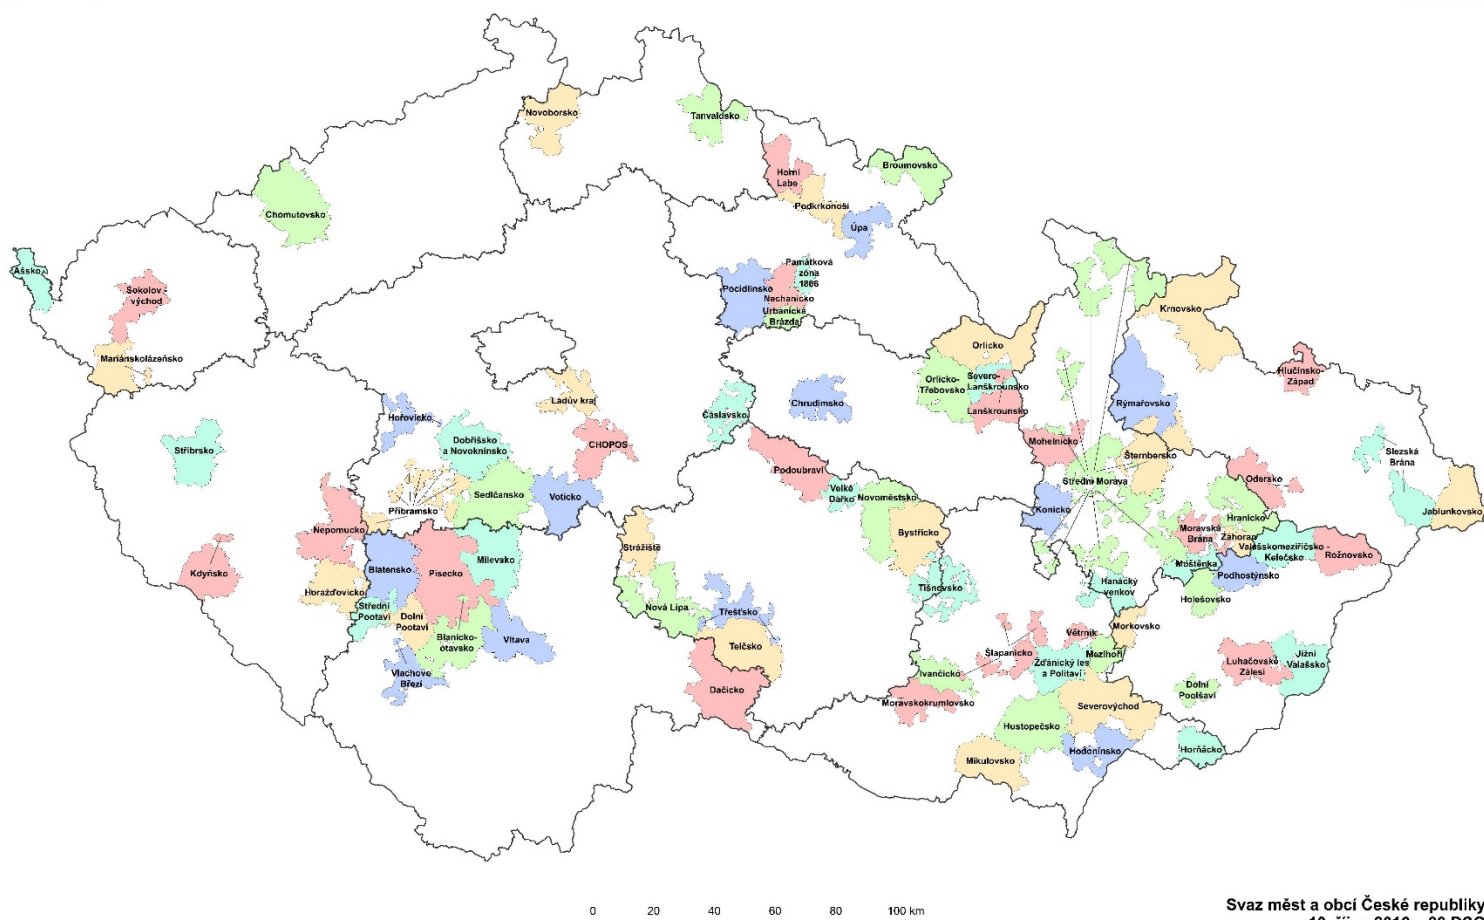 Novoborsko
Tanvaldsko
Broumovsko
Horní
Labe
Podkrkonoší
Úpa
Chomutovsko
Ašsko
Sokolov -
východ
Mariánskolázeňsko
Památková
zóna
1866
Pocidlinsko
Nechanicko
Urbanická
Brázda
Krnovsko
Orlicko
Orlicko-
Třebovsko
Severo-
Lanškrounsko
Lanškrounsko
Hlučínsko-
Západ
Rýmařovsko
Ladův kraj
Hořovicko
Čáslavsko
Chrudimsko
Stříbrsko
Dobříšsko
a Novoknínsko
CHOPOS
Mohelnicko
Šternbersko
Slezská
Brána
Podoubraví
Střední Morava
Odersko
Sedlčansko
Voticko
Velké
Dářko
Novoměstsko
Jablunkovsko
Příbramsko
Konicko
Hranicko
Nepomucko
Bystřicko
Moravská
Brána
Záhoran
Strážiště
Valašskomeziříčsko -
Kelečsko
Rožnovsko
Kdyňsko
Blatensko
Písecko
Milevsko
Moštěnka
Podhostýnsko
Horažďovicko
Tišnovsko
Hanácký
venkov
Holešovsko
Střední
Pootaví
Dolní
Pootaví
Nová Lípa
Třešťsko
Blanicko-
otavsko
Vltava
Telčsko
Větrník
Morkovsko
Šlapanicko
Mezihoří
Ždánický les
a Politaví
Luhačovské
Zálesí
Jižní
Valašsko
Vlachovo
Březí
Ivančicko
Dačicko
Moravskokrumlovsko
Dolní
Poolšaví
Severovýchod
Hustopečsko
Hodonínsko
Horňácko
Mikulovsko
0 20 40 60 80 100 km
Svaz měst a obcí České republiky